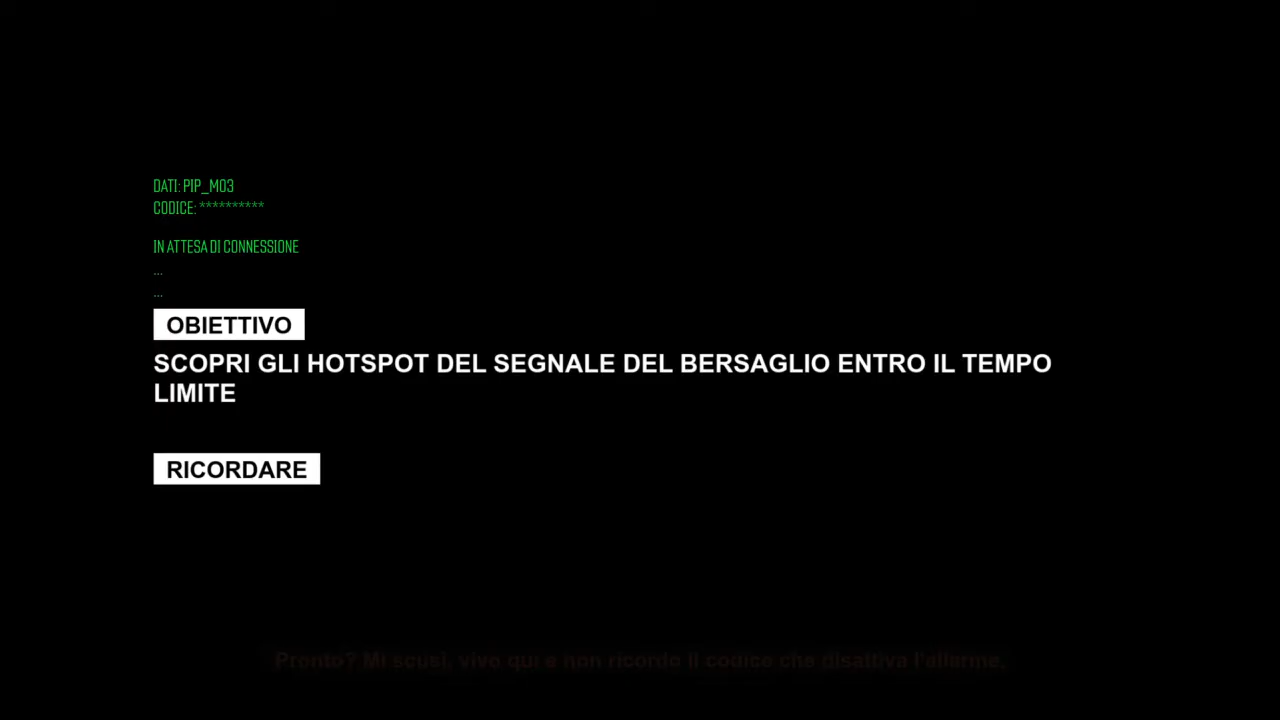 DATI: PIP_M03
CODICE: **********
IN ATTESA DI CONNESSIONE
...
...
OBIETTIVO
SCOPRI GLI HOTSPOT DEL SEGNALE DEL BERSAGLIO ENTRO IL TEMPO
LIMITE
RICORDARE
Pronto? Mi scusi, vivo qui e non ricordo il codice che disattiva l'allarme.